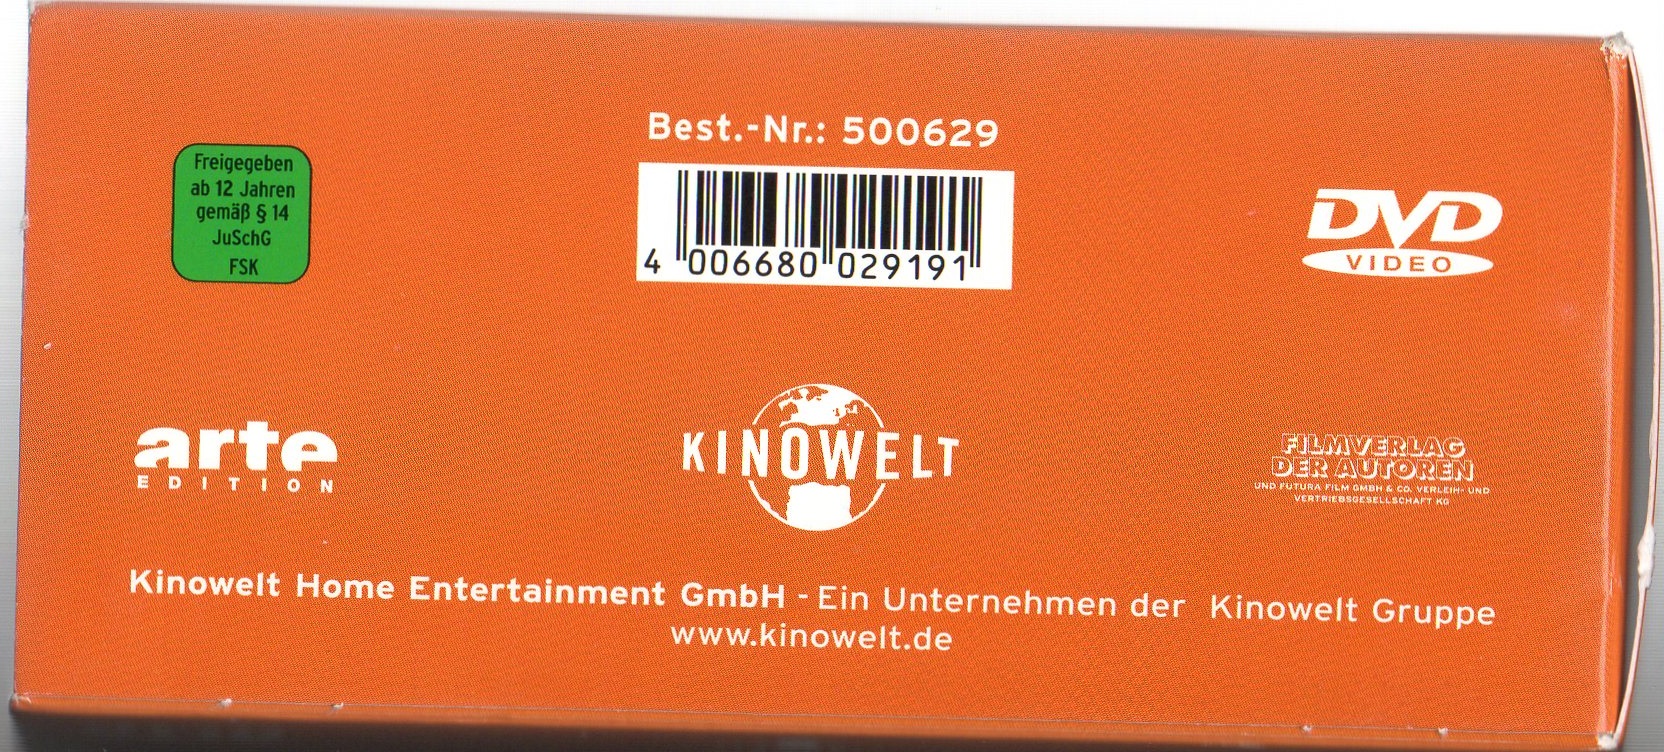 Best.-Nr.: 500629
Freigegeben
ab 12 Jahren
gemäß § 14
JuSchG
FSK
4 006680 029191
DVD
VIDEO
arte
EDITION
KINOWELT
FILMVERLAG
DER AUTOREN
UND FUTURA FILM GMBH & CO. VERLEIH- UND
VERTRIEBSGESELLSCHAFT KG
Kinowelt Home Entertainment GmbH - Ein Unternehmen der Kinowelt Gruppe
www.kinowelt.de